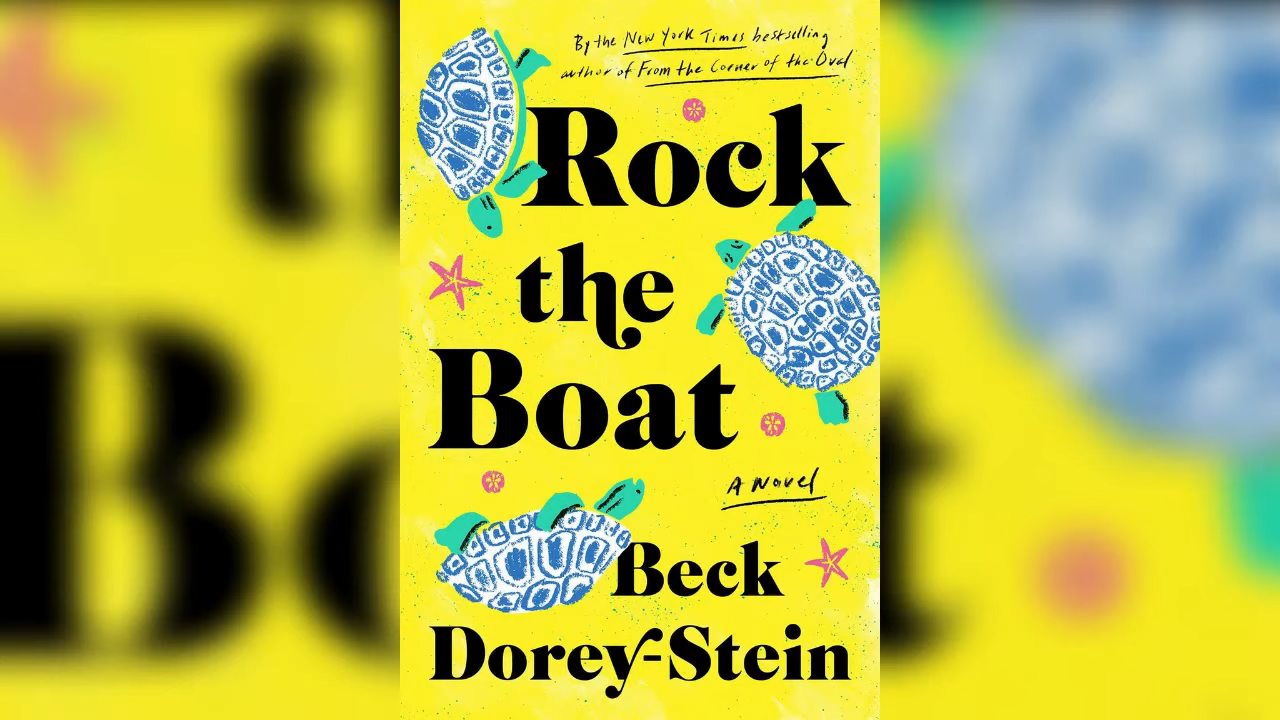 By the New York Times bestselling
author of From the Corner of the Oval
Rock
the
Boat
A Novel
Beck
Dorey-Stein